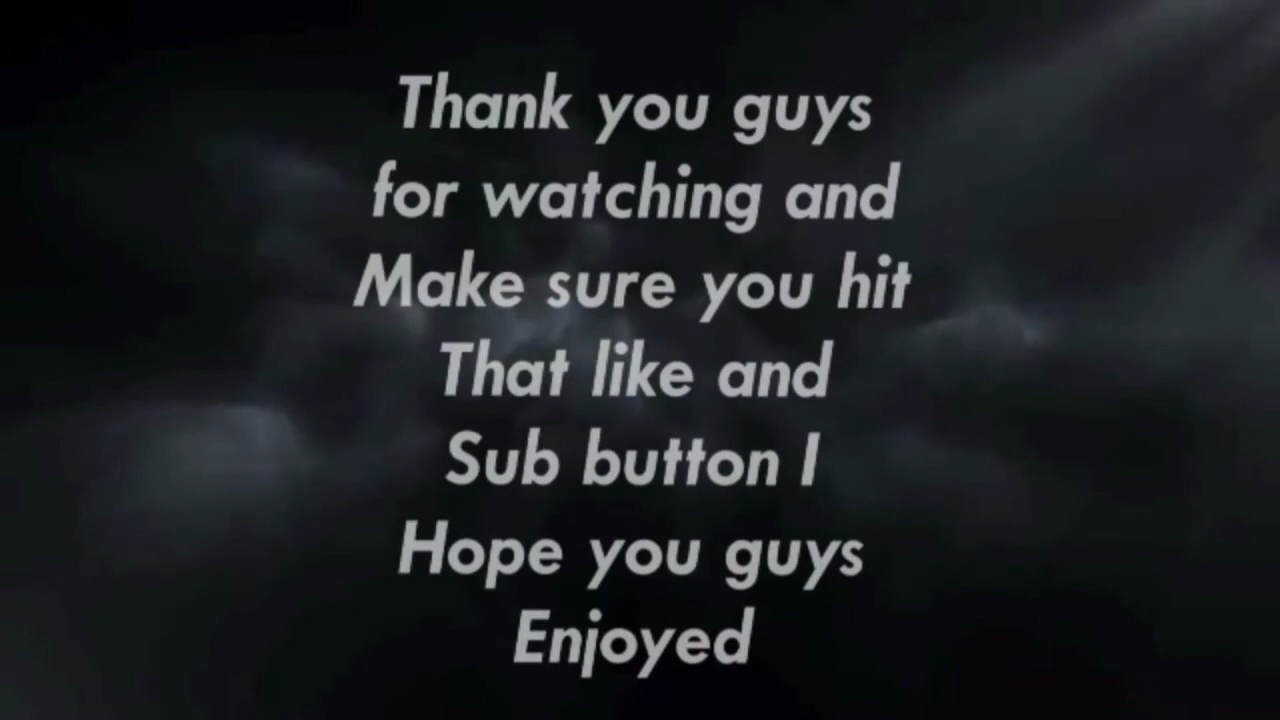 Thank you guys
for watching and
Make sure you hit
That like and
Sub button I
Hope you guys
Enjoyed